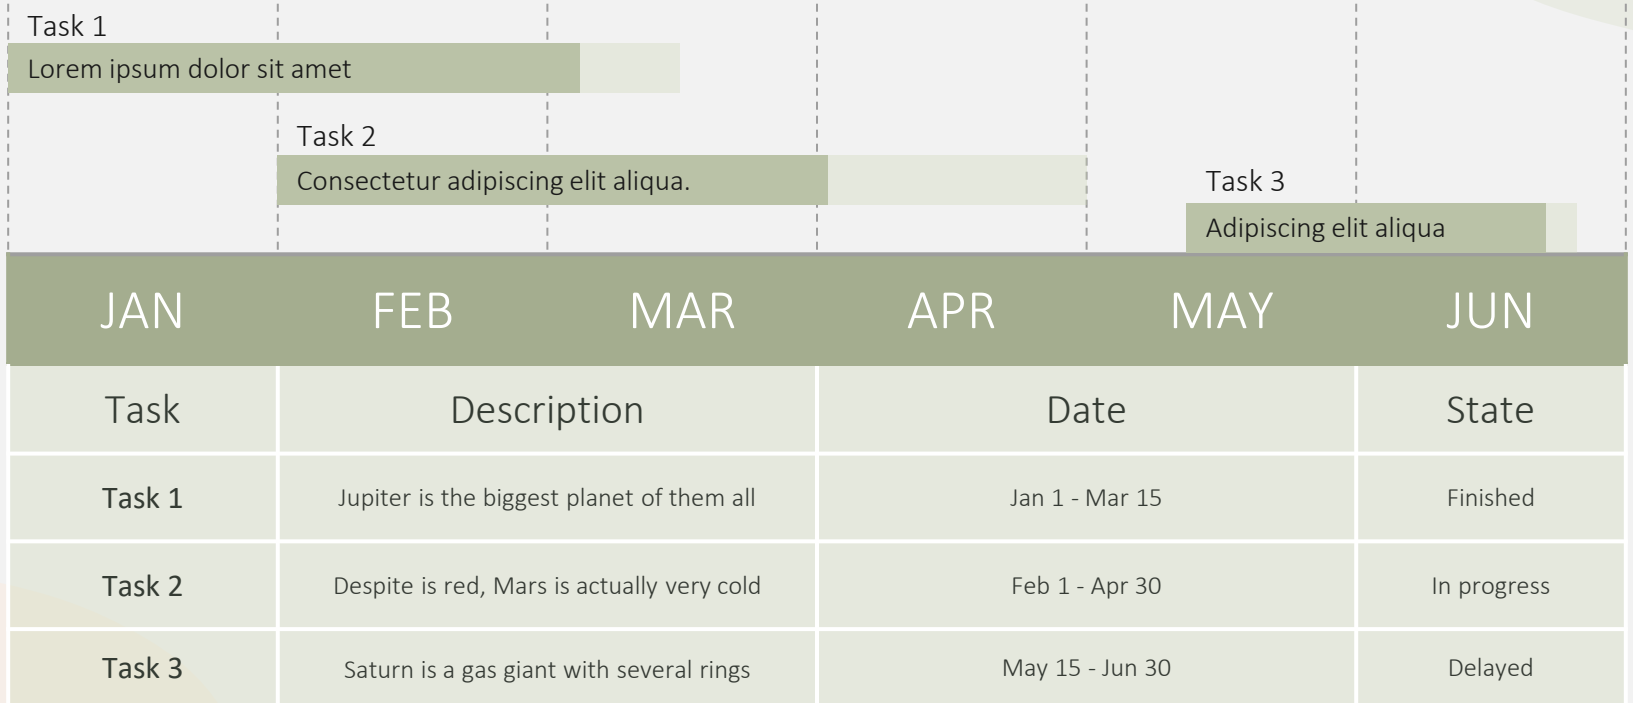 Task 1
Lorem ipsum dolor sit amet
Task 2
Consectetur adipiscing elit aliqua.
Task 3
Adipiscing elit aliqua
JAN FEB MAR APR MAY JUN
Task Description Date State
Task 1 Jupiter is the biggest planet of them all Jan 1 - Mar 15 Finished
Task 2 Despite is red, Mars is actually very cold Feb 1 - Apr 30 In progress
Task 3 Saturn is a gas giant with several rings May 15 - Jun 30 Delayed